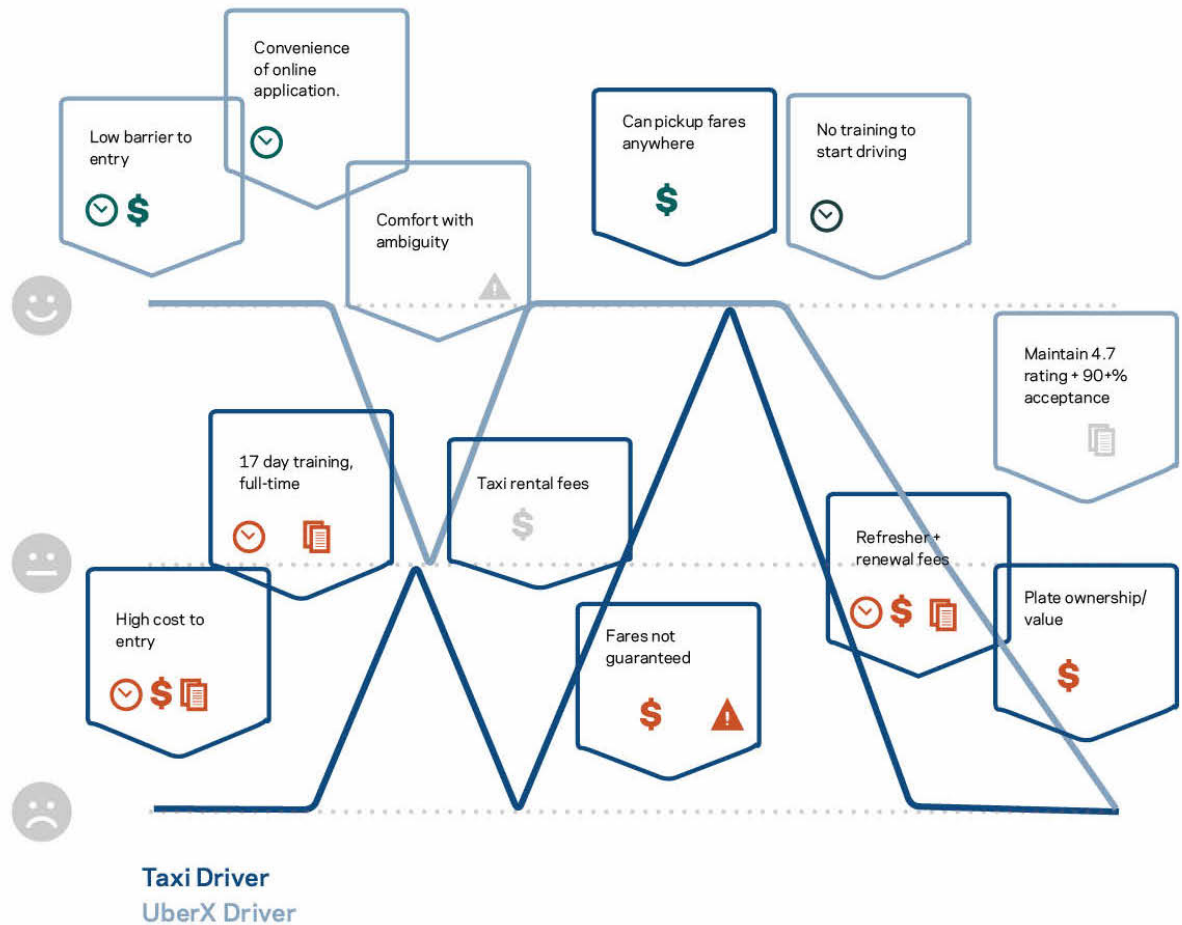 Convenience
of online
application.
Low barrier to
entry
$
Can pickup fares
anywhere
$
No training to
start driving
Comfort with
ambiguity
!
Maintain 4.7
rating + 90+%
acceptance
17 day training,
full-time
Taxi rental fees
$
Refresher +
renewal fees
$
High cost to
entry
$
Fares not
guaranteed
$
!
Plate ownership/
value
$
Taxi Driver
UberX Driver